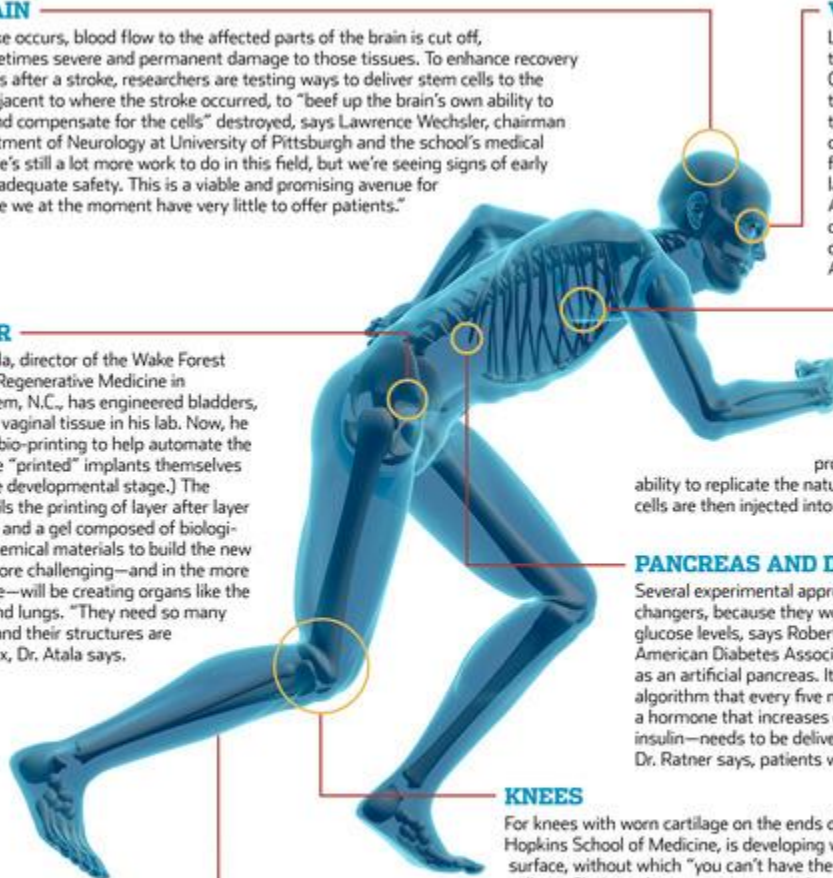 AIN
ke occurs, blood flow to the affected parts of the brain is cut off,
etimes severe and permanent damage to those tissues. To enhance recovery
s after a stroke, researchers are testing ways to deliver stem cells to the
jacent to where the stroke occurred, to “beef up the brain’s own ability to
nd compensate for the cells” destroyed, says Lawrence Wechsler, chairman
tment of Neurology at University of Pittsburgh and the school’s medical
e’s still a lot more work to do in this field, but we’re seeing signs of early
adequate safety. This is a viable and promising avenue for
e we at the moment have very little to offer patients.”
R
la, director of the Wake Forest
Regenerative Medicine in
em, N.C., has engineered bladders,
vaginal tissue in his lab. Now, he
bio-printing to help automate the
e “printed” implants themselves
e developmental stage.) The
ls the printing of layer after layer
and a gel composed of biologi-
emical materials to build the new
ore challenging—and in the more
e—will be creating organs like the
nd lungs. “They need so many
und their structures are
x, Dr. Atala says.
pro
ability to replicate the natu
cells are then injected into
PANCREAS AND D
Several experimental appr
changers, because they wo
glucose levels, says Rober
American Diabetes Associ
as an artificial pancreas. It
algorithm that every five m
a hormone that increases
insulin—needs to be delive
Dr. Ratner says, patients w
KNEES
For knees with worn cartilage on the ends o
Hopkins School of Medicine, is developing w
surface, without which “you can’t have the